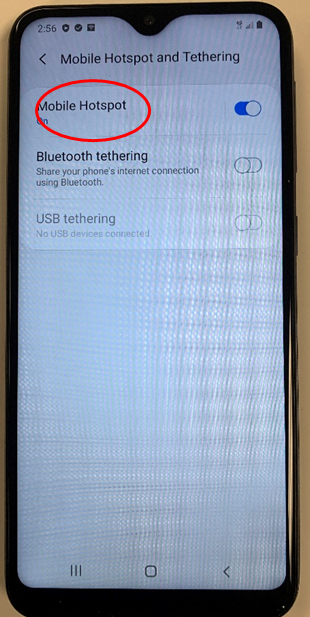 2:56
Mobile Hotspot and Tethering
Mobile Hotspot
On
Bluetooth tethering
Share your phone's internet connection
using Bluetooth.
USB tethering
No USB devices connected.